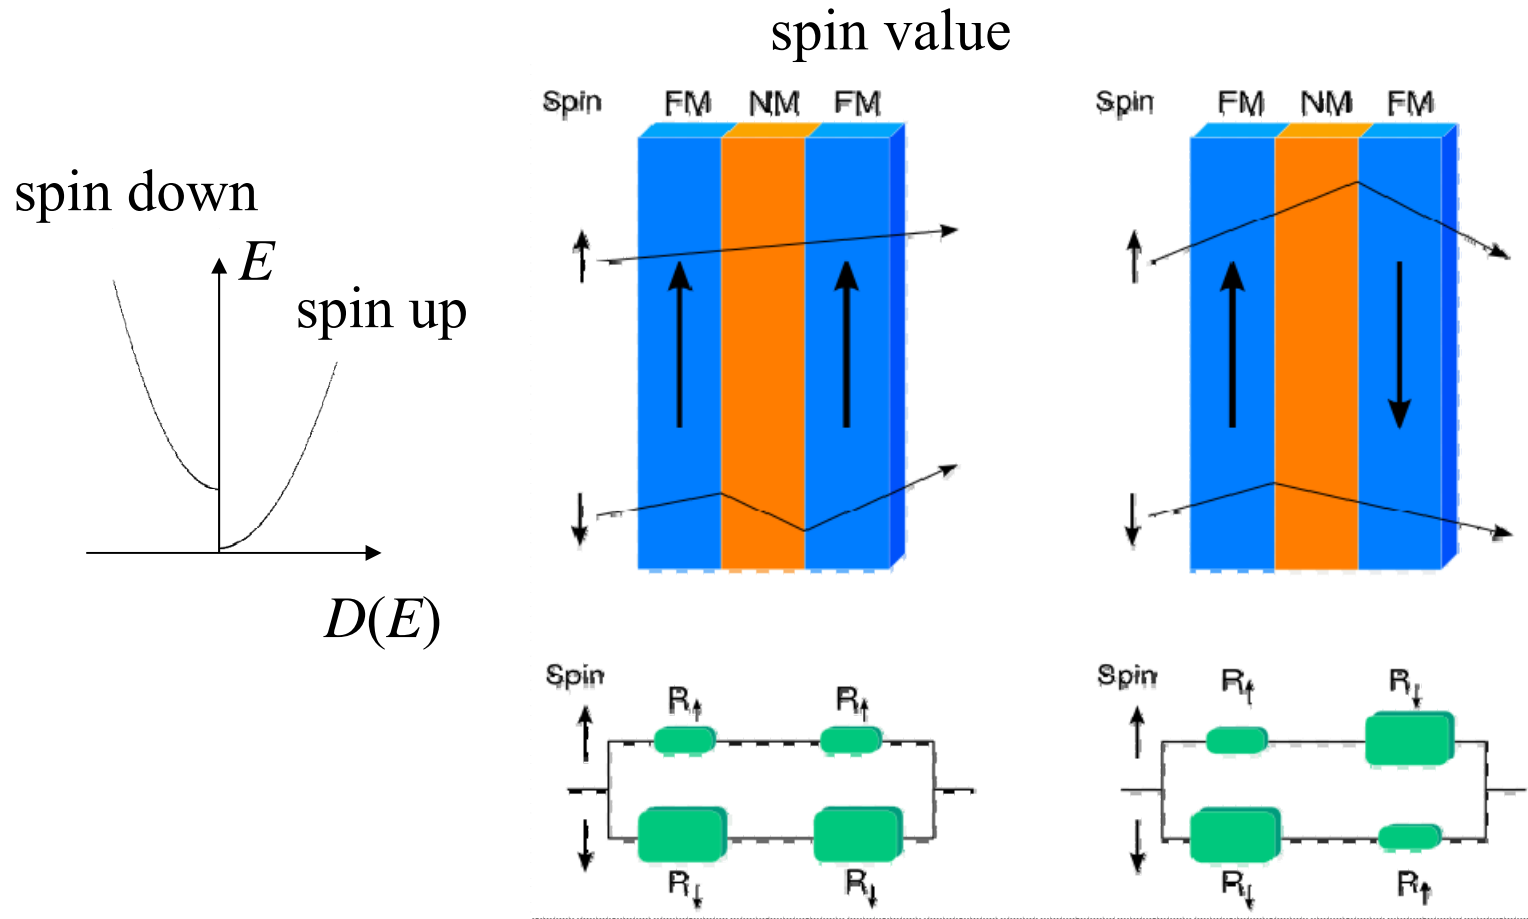 spin value
Spin FM NM FM
Spin FM NM FM
spin down
E
spin up
D(E)
Spin
R↑ R↑
R↓ R↓
Spin
R↑ R↓
R↓ R↑